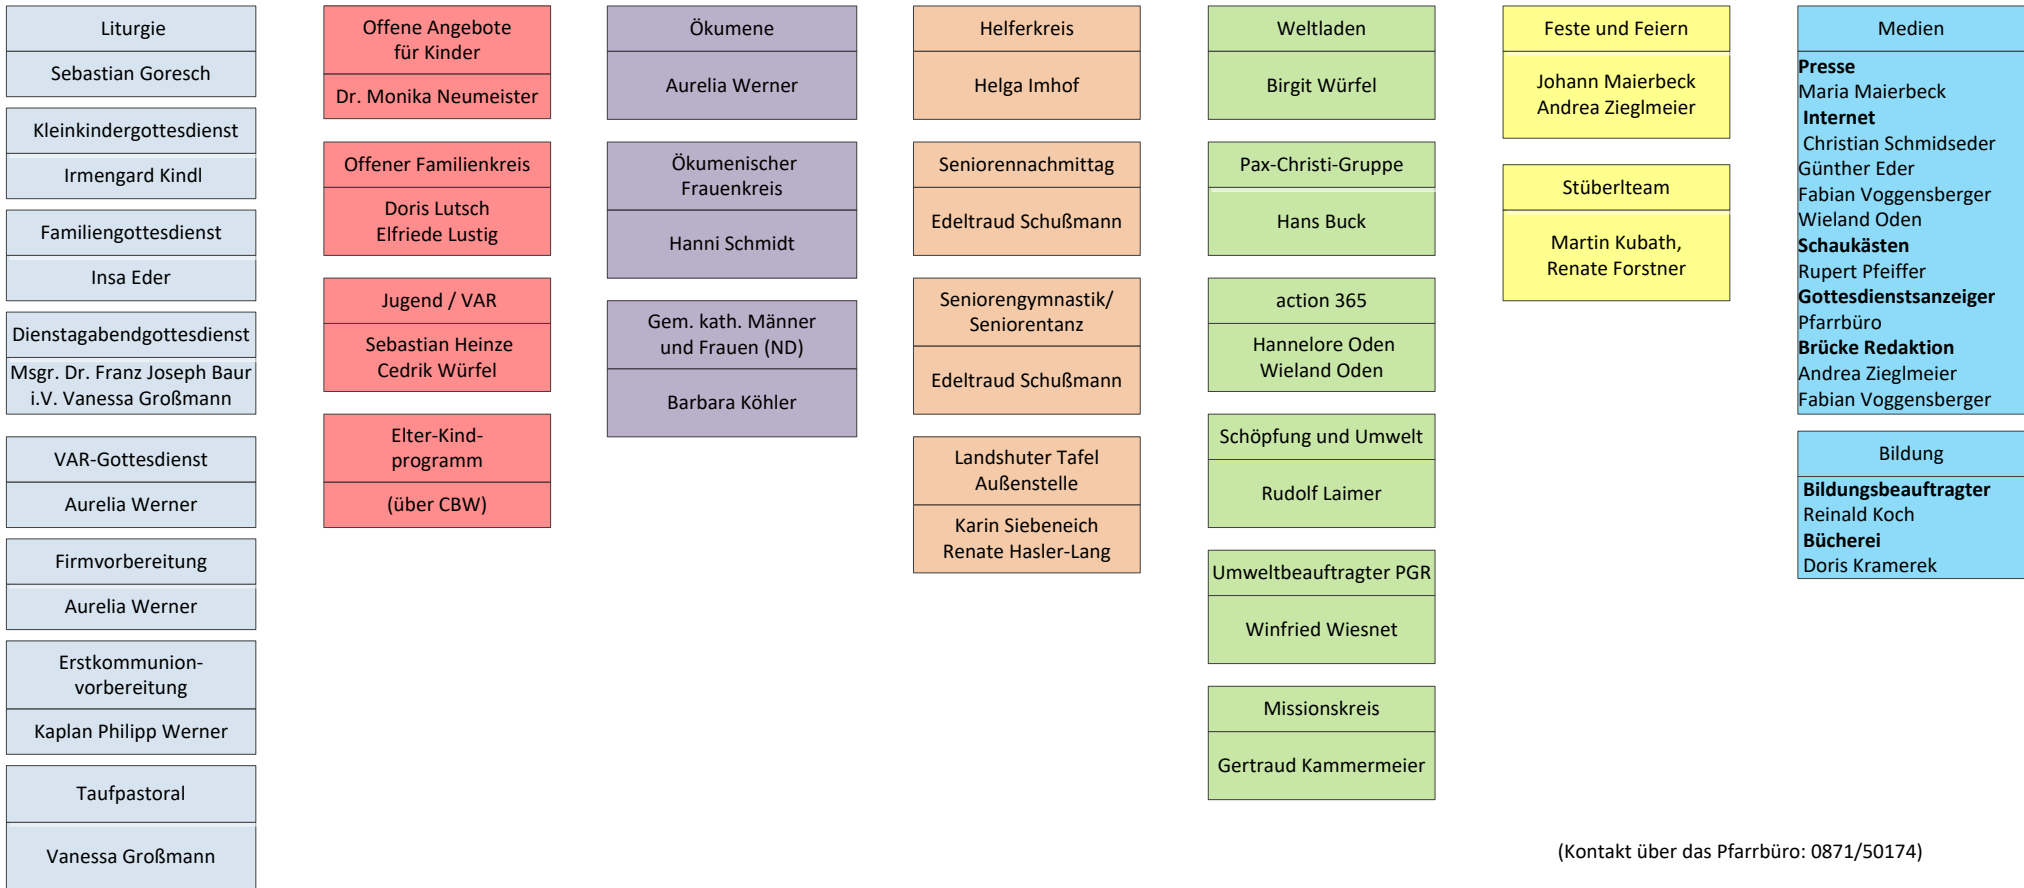 Liturgie
Sebastian Goresch
Kleinkindergottesdienst
Irmengard Kindl
Familiengottesdienst
Insa Eder
Dienstagabendgottesdienst
Msgr. Dr. Franz Joseph Baur
i.V. Vanessa Großmann
VAR-Gottesdienst
Aurelia Werner
Firmvorbereitung
Aurelia Werner
Erstkommunion-
vorbereitung
Kaplan Philipp Werner
Taufpastoral
Vanessa Großmann
Offene Angebote
für Kinder
Dr. Monika Neumeister
Offener Familienkreis
Doris Lutsch
Elfriede Lustig
Jugend / VAR
Sebastian Heinze
Cedrik Würfel
Elter-Kind-
programm
(über CBW)
Ökumene
Aurelia Werner
Ökumenischer
Frauenkreis
Hanni Schmidt
Gem. kath. Männer
und Frauen (ND)
Barbara Köhler
Helferkreis
Helga Imhof
Seniorennachmittag
Edeltraud Schußmann
Seniorengymnastik/
Seniorentanz
Edeltraud Schußmann
Landshuter Tafel
Außenstelle
Karin Siebeneich
Renate Hasler-Lang
Weltladen
Birgit Würfel
Pax-Christi-Gruppe
Hans Buck
action 365
Hannelore Oden
Wieland Oden
Schöpfung und Umwelt
Rudolf Laimer
Umweltbeauftragter PGR
Winfried Wiesnet
Missionskreis
Gertraud Kammermeier
Feste und Feiern
Johann Maierbeck
Andrea Zieglmeier
Stüberlteam
Martin Kubath,
Renate Forstner
Medien
Presse
Maria Maierbeck
Internet
Christian Schmidseder
Günther Eder
Fabian Voggensberger
Wieland Oden
Schaukästen
Rupert Pfeiffer
Gottesdienstsanzeiger
Pfarrbüro
Brücke Redaktion
Andrea Zieglmeier
Fabian Voggensberger
Bildung
Bildungsbeauftragter
Reinald Koch
Bücherei
Doris Kramerek
(Kontakt über das Pfarrbüro: 0871/50174)